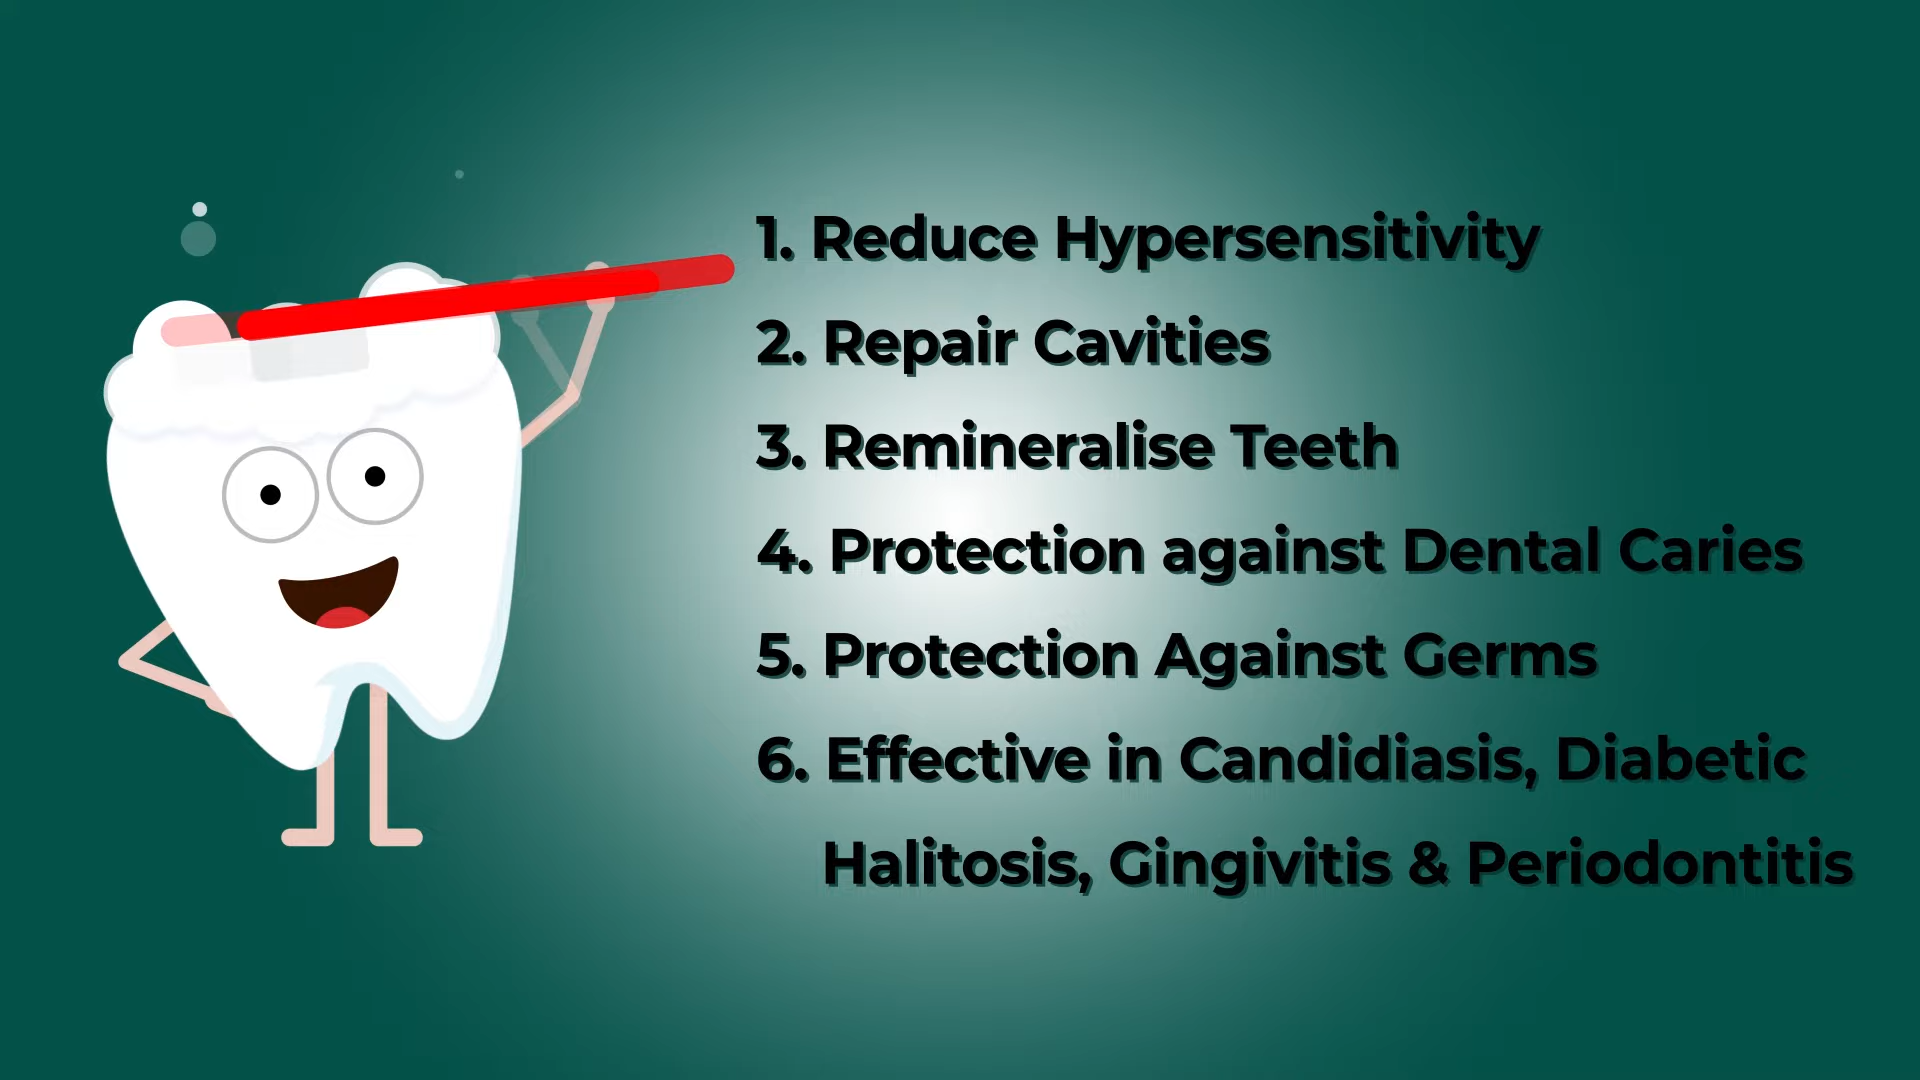 1. Reduce Hypersensitivity
2. Repair Cavities
3. Remineralise Teeth
4. Protection against Dental Caries
5. Protection Against Germs
6. Effective in Candidiasis, Diabetic
Halitosis, Gingivitis & Periodontitis